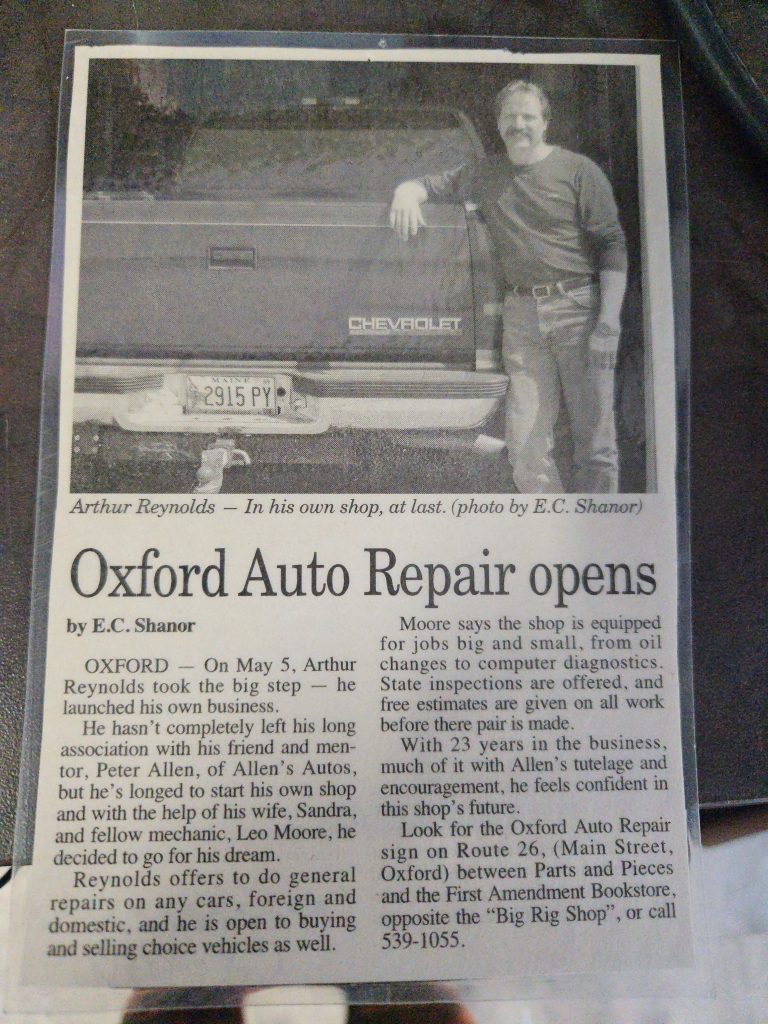 CHEVROLET
MAINE
2915 PY
Arthur Reynolds — In his own shop, at last. (photo by E.C. Shanor)
Oxford Auto Repair opens
by E.C. Shanor
OXFORD — On May 5, Arthur
Reynolds took the big step — he
launched his own business.
He hasn't completely left his long
association with his friend and men-
tor, Peter Allen, of Allen's Autos,
but he's longed to start his own shop
and with the help of his wife, Sandra,
and fellow mechanic, Leo Moore, he
decided to go for his dream.
Reynolds offers to do general
repairs on any cars, foreign and
domestic, and he is open to buying
and selling choice vehicles as well.
Moore says the shop is equipped
for jobs big and small, from oil
changes to computer diagnostics.
State inspections are offered, and
free estimates are given on all work
before there pair is made.
With 23 years in the business,
much of it with Allen's tutelage and
encouragement, he feels confident in
this shop's future.
Look for the Oxford Auto Repair
sign on Route 26, (Main Street,
Oxford) between Parts and Pieces
and the First Amendment Bookstore,
opposite the "Big Rig Shop", or call
539-1055.